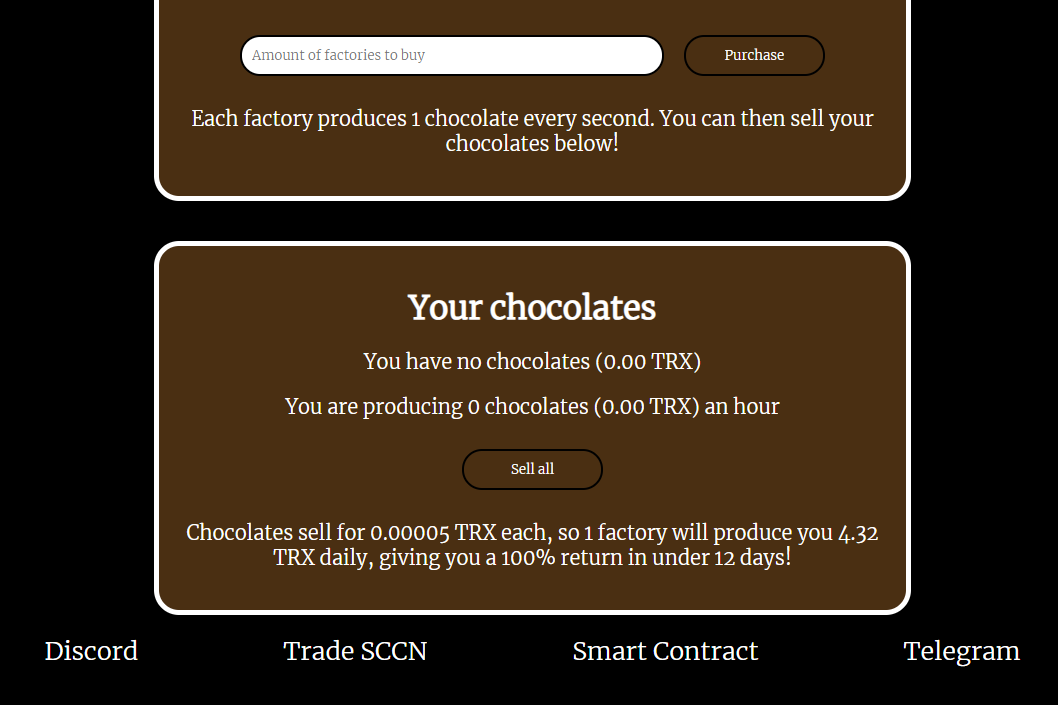 Amount of factories to buy
Purchase
Each factory produces 1 chocolate every second. You can then sell your
chocolates below!
Your chocolates
You have no chocolates (0.00 TRX)
You are producing 0 chocolates (0.00 TRX) an hour
Sell all
Chocolates sell for 0.00005 TRX each, so 1 factory will produce you 4.32
TRX daily, giving you a 100% return in under 12 days!
Discord
Trade SCCN
Smart Contract
Telegram